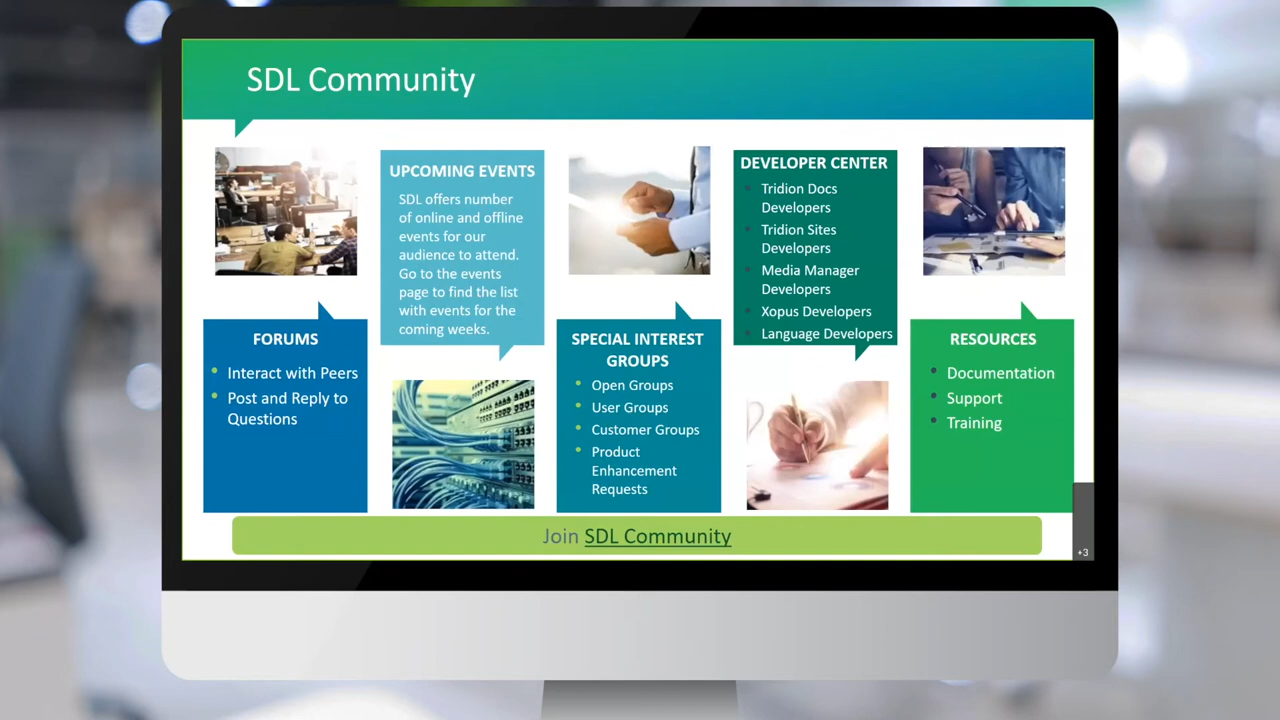 SDL Community
UPCOMING EVENTS
SDL offers number
of online and offline
events for our
audience to attend.
Go to the events
page to find the list
with events for the
coming weeks.
DEVELOPER CENTER
Tridion Docs
Developers
Tridion Sites
Developers
Media Manager
Developers
Xopus Developers
Language Developers
FORUMS
Interact with Peers
Post and Reply to
Questions
SPECIAL INTEREST
GROUPS
Open Groups
User Groups
Customer Groups
Product
Enhancement
Requests
RESOURCES
Documentation
Support
Training
Join SDL Community
+3